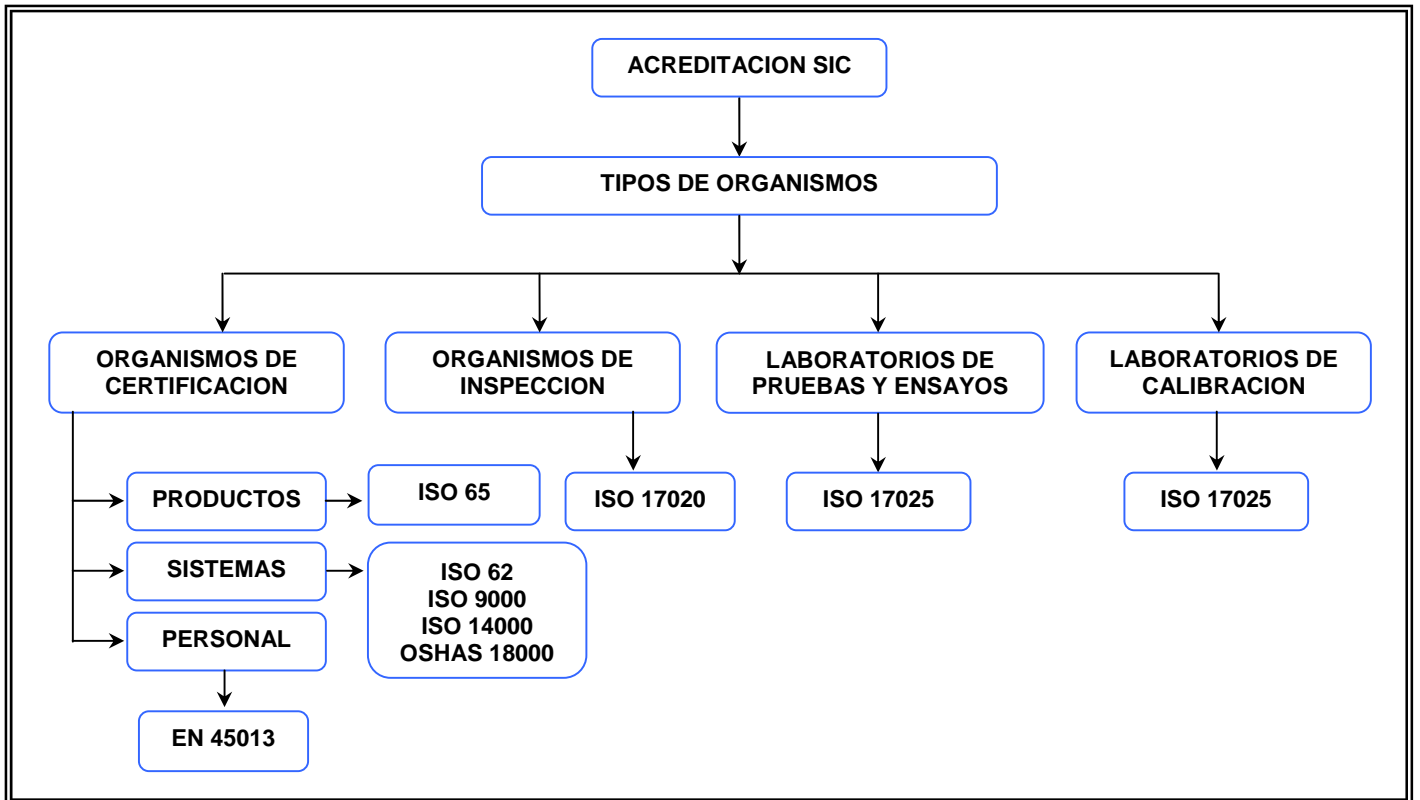 ACREDITACION SIC
TIPOS DE ORGANISMOS
ORGANISMOS DE
CERTIFICACION
ORGANISMOS DE
INSPECCION
LABORATORIOS DE
PRUEBAS Y ENSAYOS
LABORATORIOS DE
CALIBRACION
PRODUCTOS
ISO 65
ISO 17020
ISO 17025
ISO 17025
SISTEMAS
ISO 62
ISO 9000
ISO 14000
OSHAS 18000
PERSONAL
EN 45013